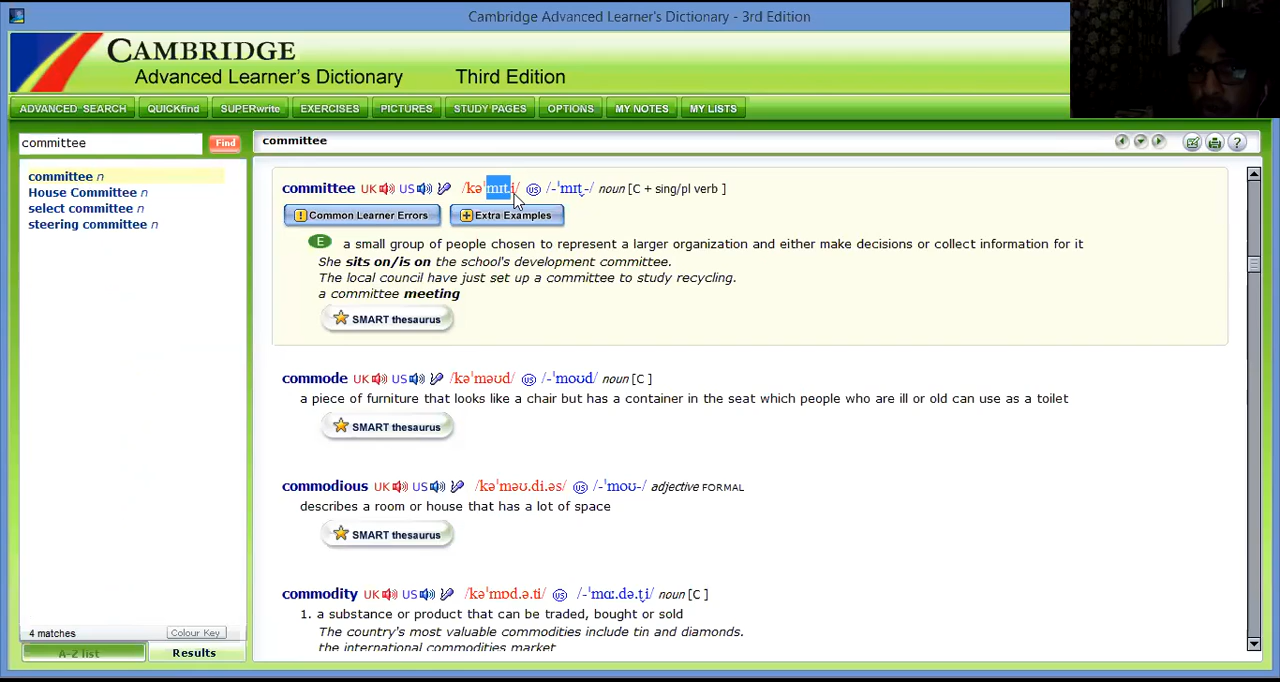 Cambridge Advanced Learner's Dictionary - 3rd Edition
CAMBRIDGE
Advanced Learner's Dictionary Third Edition
ADVANCED SEARCH QUICKfind SUPERwrite EXERCISES PICTURES STUDY PAGES OPTIONS MY NOTES MY LISTS
committee Find
committee
committee n
House Committee n
select committee n
steering committee n
committee UK US /kəˈmɪt.i/ US /-ˈmɪt̬-/ noun [C + sing/pl verb ]
! Common Learner Errors + Extra Examples
E a small group of people chosen to represent a larger organization and either make decisions or collect information for it
She sits on/is on the school's development committee.
The local council have just set up a committee to study recycling.
a committee meeting
SMART thesaurus
commode UK US /kəˈməʊd/ US /-ˈmoʊd/ noun [C ]
a piece of furniture that looks like a chair but has a container in the seat which people who are ill or old can use as a toilet
SMART thesaurus
commodious UK US /kəˈməʊ.di.əs/ US /-ˈmoʊ-/ adjective FORMAL
describes a room or house that has a lot of space
SMART thesaurus
commodity UK US /kəˈmɒd.ə.ti/ US /-ˈmɑː.də.t̬i/ noun [C ]
1. a substance or product that can be traded, bought or sold
The country's most valuable commodities include tin and diamonds.
the international commodities market
4 matches Colour Key
A-Z list Results